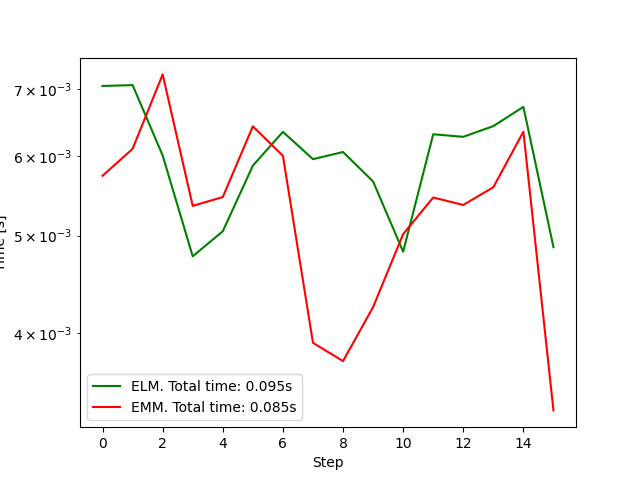 7 × 10⁻³
6 × 10⁻³
5 × 10⁻³
4 × 10⁻³
Time [s]
ELM. Total time: 0.095s
EMM. Total time: 0.085s
0 2 4 6 8 10 12 14
Step